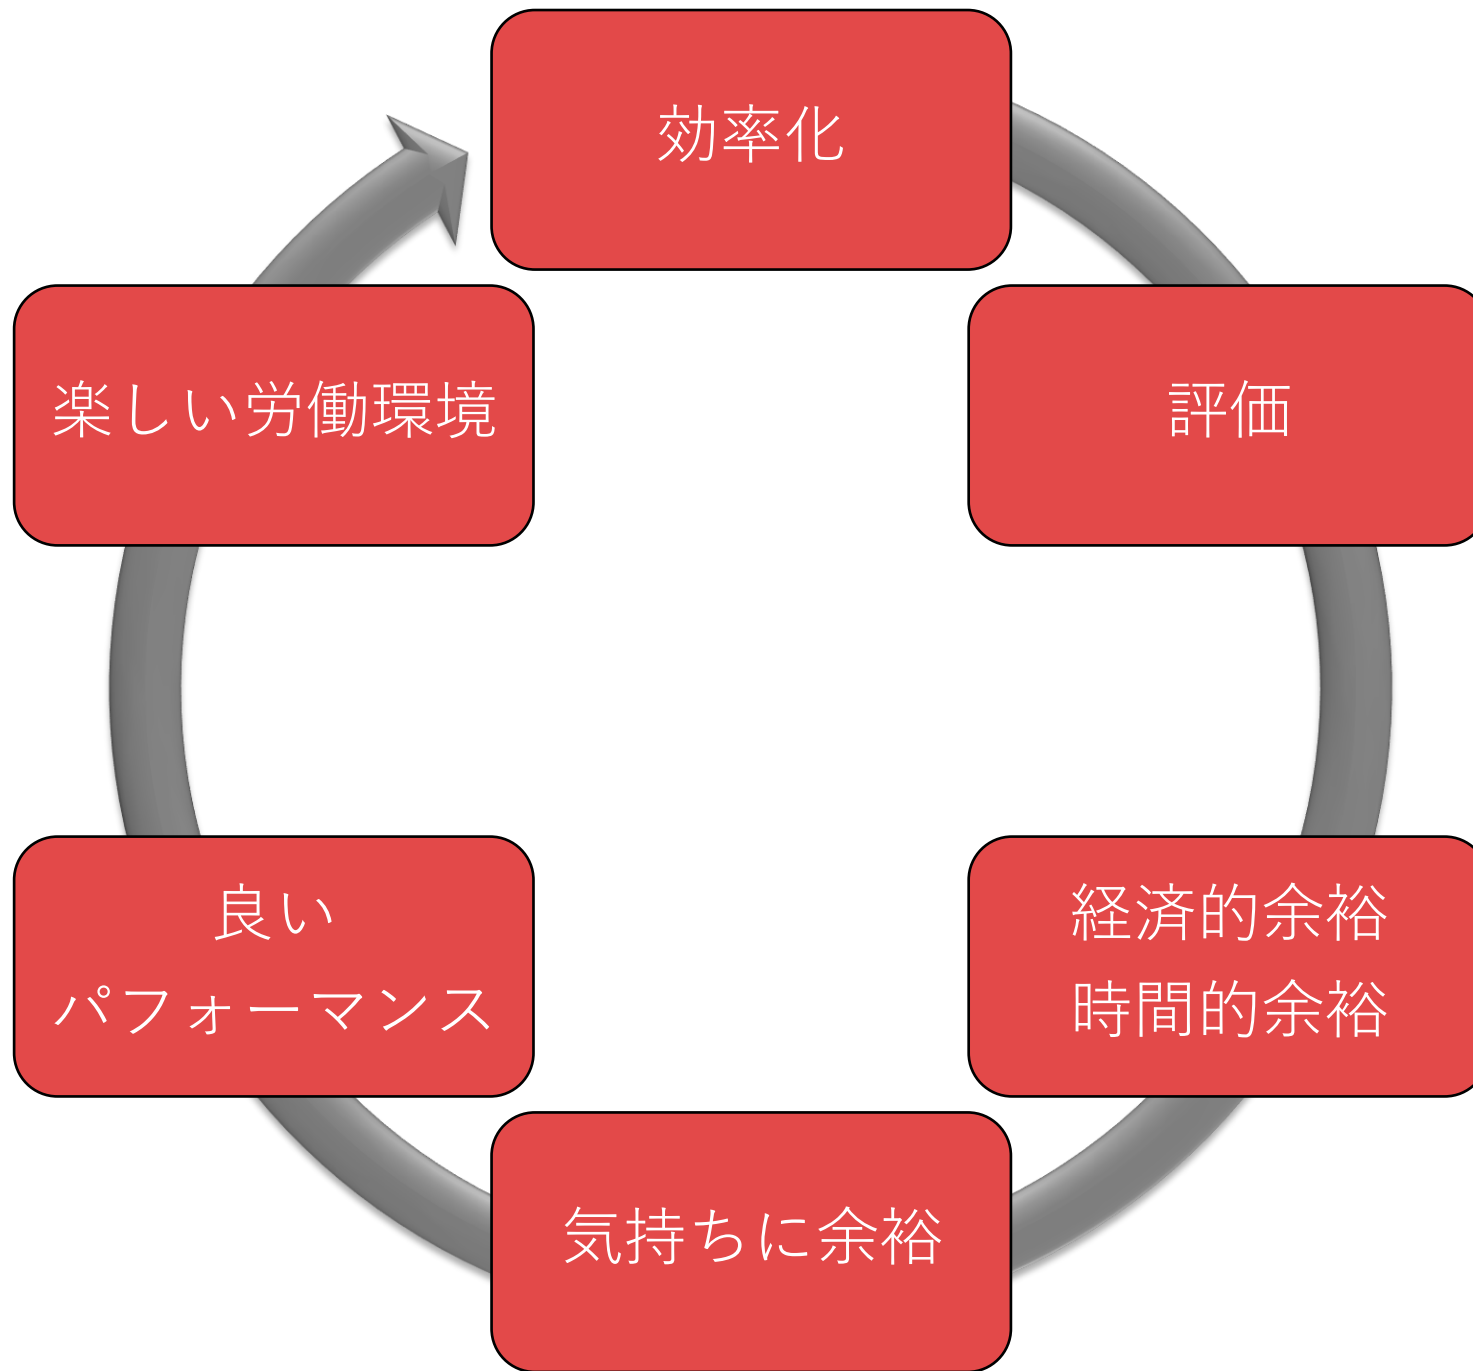 効率化
評価
経済的余裕
時間的余裕
気持ちに余裕
良い
パフォーマンス
楽しい労働環境